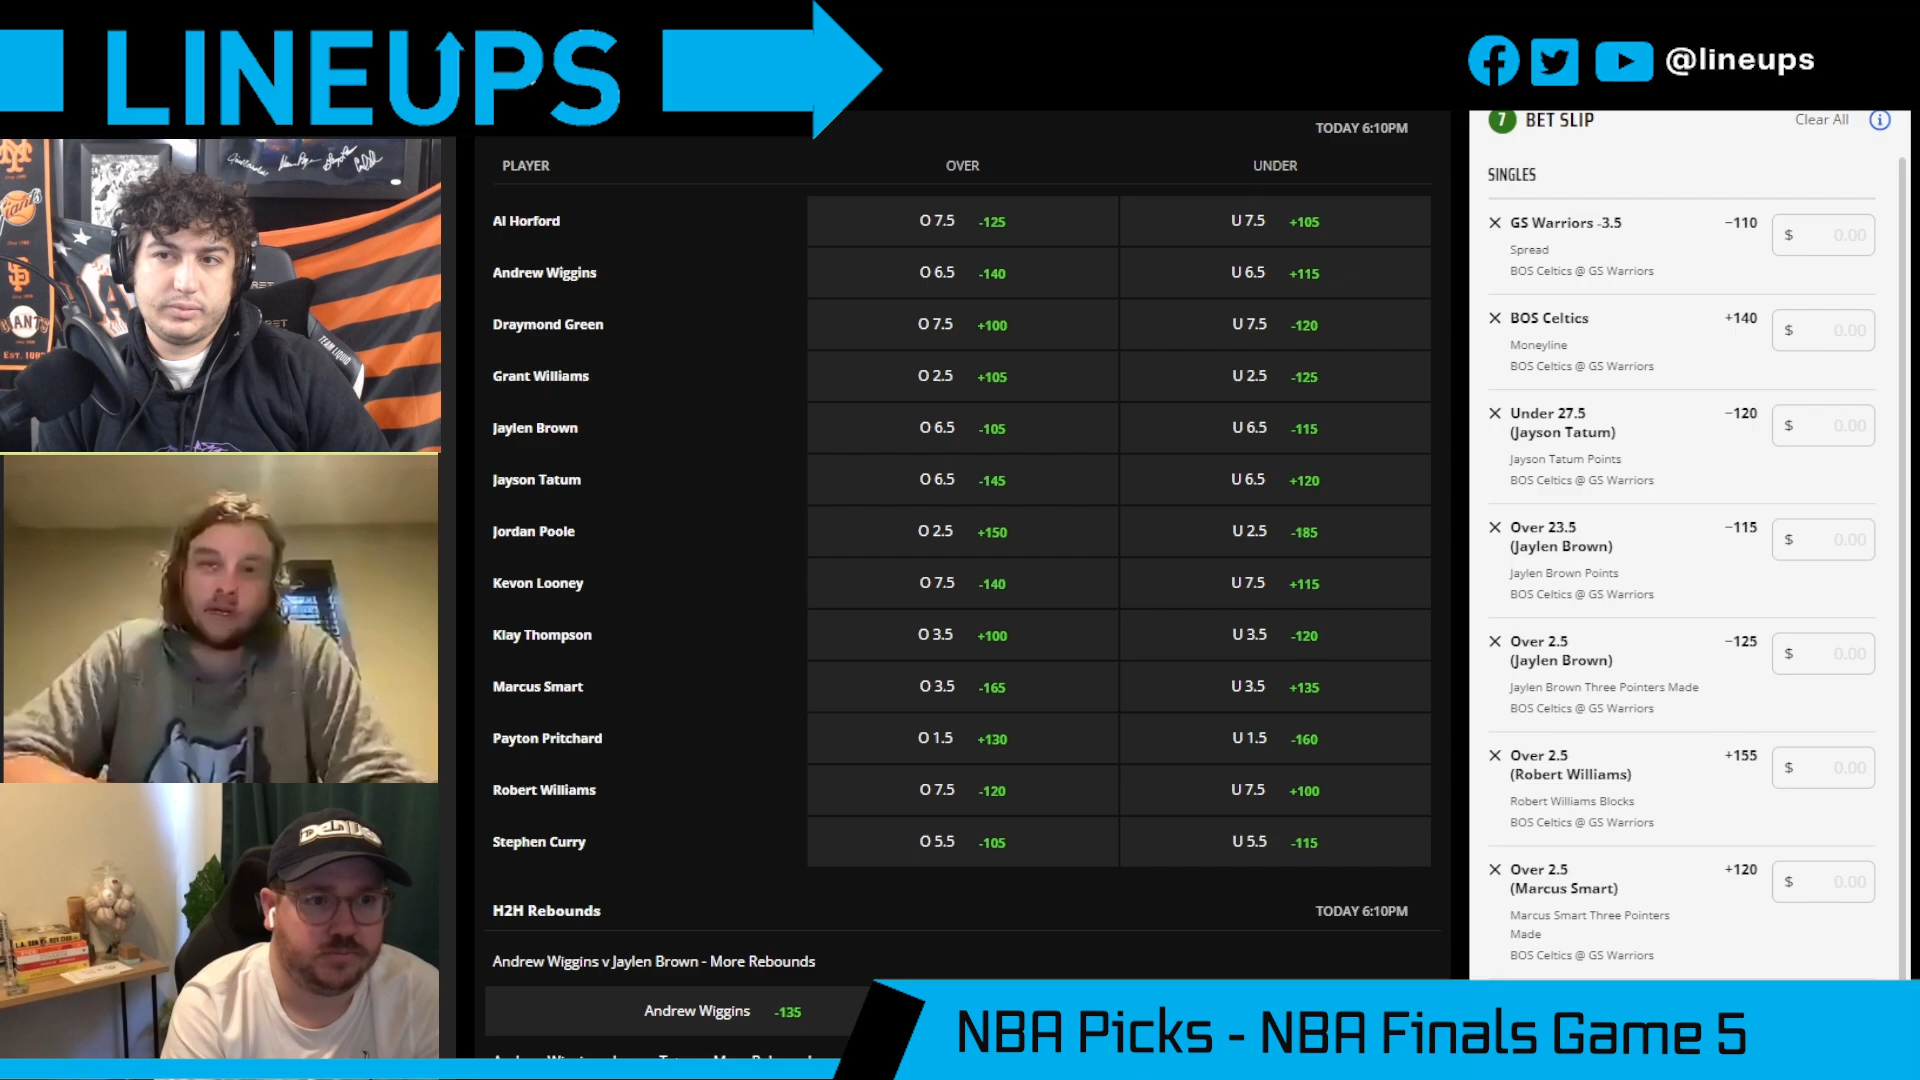 LINEUPS
@lineups
GIANTS
EST. 1883
TEAM LIQUID
TODAY 6:10PM
PLAYER OVER UNDER
Al Horford O 7.5 -125 U 7.5 +105
Andrew Wiggins O 6.5 -140 U 6.5 +115
Draymond Green O 7.5 +100 U 7.5 -120
Grant Williams O 2.5 +105 U 2.5 -125
Jaylen Brown O 6.5 -105 U 6.5 -115
Jayson Tatum O 6.5 -145 U 6.5 +120
Jordan Poole O 2.5 +150 U 2.5 -185
Kevon Looney O 7.5 -140 U 7.5 +115
Klay Thompson O 3.5 +100 U 3.5 -120
Marcus Smart O 3.5 -165 U 3.5 +135
Payton Pritchard O 1.5 +130 U 1.5 -160
Robert Williams O 7.5 -120 U 7.5 +100
Stephen Curry O 5.5 -105 U 5.5 -115
H2H Rebounds TODAY 6:10PM
Andrew Wiggins v Jaylen Brown - More Rebounds
Andrew Wiggins -135
7 BET SLIP Clear All
SINGLES
GS Warriors -3.5 −110 $ 0.00
Spread
BOS Celtics @ GS Warriors
BOS Celtics +140 $ 0.00
Moneyline
BOS Celtics @ GS Warriors
Under 27.5 −120 $ 0.00
(Jayson Tatum)
Jayson Tatum Points
BOS Celtics @ GS Warriors
Over 23.5 −115 $ 0.00
(Jaylen Brown)
Jaylen Brown Points
BOS Celtics @ GS Warriors
Over 2.5 −125 $ 0.00
(Jaylen Brown)
Jaylen Brown Three Pointers Made
BOS Celtics @ GS Warriors
Over 2.5 +155 $ 0.00
(Robert Williams)
Robert Williams Blocks
BOS Celtics @ GS Warriors
Over 2.5 +120 $ 0.00
(Marcus Smart)
Marcus Smart Three Pointers
Made
BOS Celtics @ GS Warriors
NBA Picks - NBA Finals Game 5